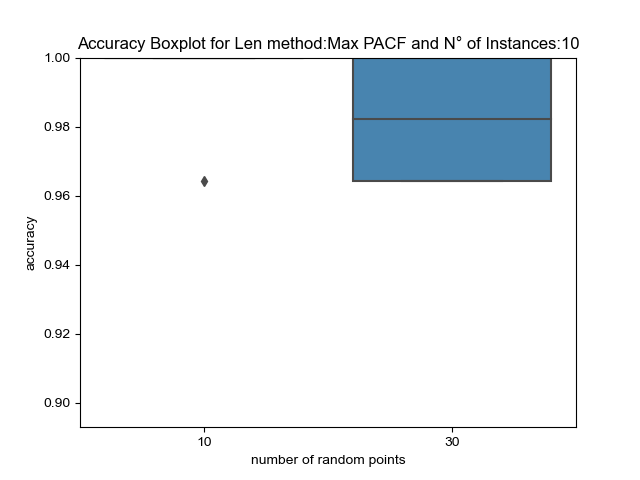 Accuracy Boxplot for Len method:Max PACF and N° of Instances:10
1.00
0.98
0.96
0.94
0.92
0.90
accuracy
10
30
number of random points